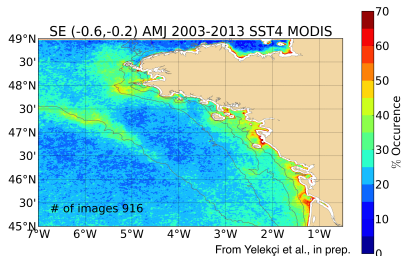 SE (-0.6,-0.2) AMJ 2003-2013 SST4 MODIS
49°N
30'
48°N
30'
47°N
30'
46°N
30'
45°N
7°W 6°W 5°W 4°W 3°W 2°W 1°W
# of images 916
70
60
50
40
30
20
10
0
% Occurence
From Yelekçi et al., in prep.